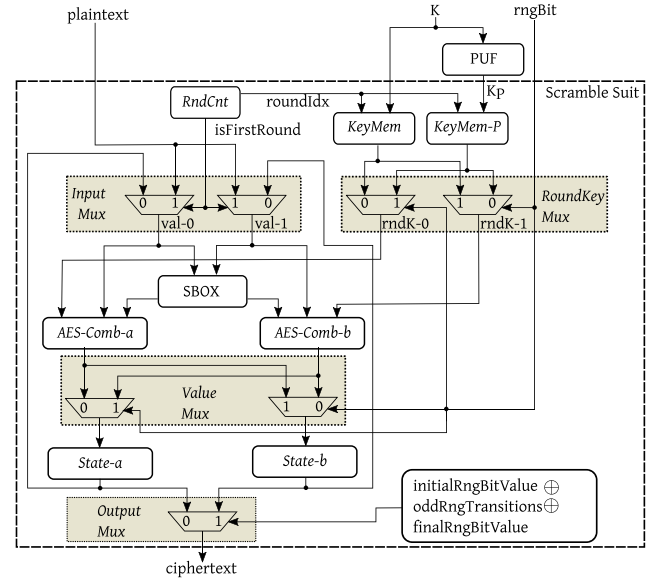 K
rngBit
plaintext
PUF
K_P
Scramble Suit
RndCnt
roundIdx
isFirstRound
KeyMem
KeyMem-P
Input
Mux
0 1
1 0
0 1
1 0
RoundKey
Mux
val-0
val-1
rndK-0
rndK-1
SBOX
AES-Comb-a
AES-Comb-b
Value
Mux
0 1
1 0
State-a
State-b
Output
Mux
0 1
initialRngBitValue ⊕
oddRngTransitions⊕
finalRngBitValue
ciphertext